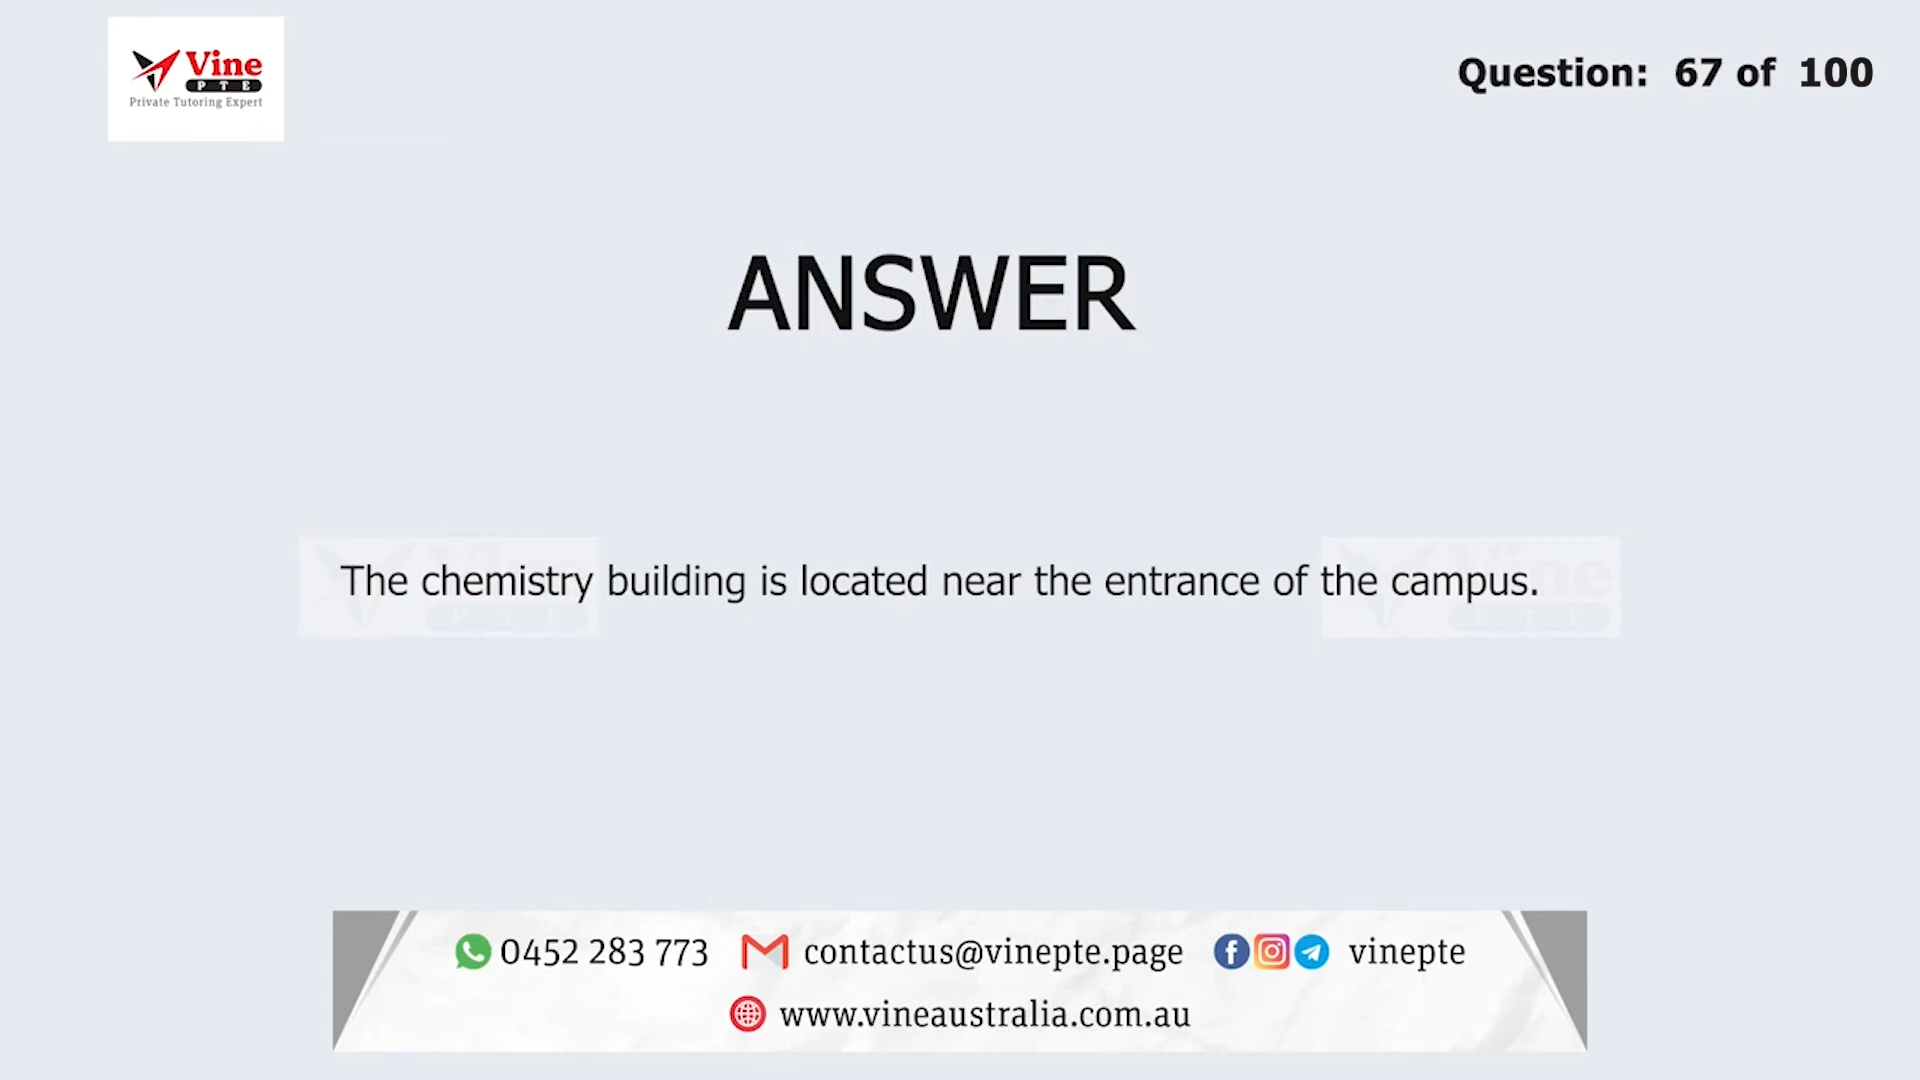 Vine
PTE
Private Tutoring Expert
Question: 67 of 100
ANSWER
The chemistry building is located near the entrance of the campus.
0452 283 773 contactus@vinepte.page vinepte
www.vineaustralia.com.au